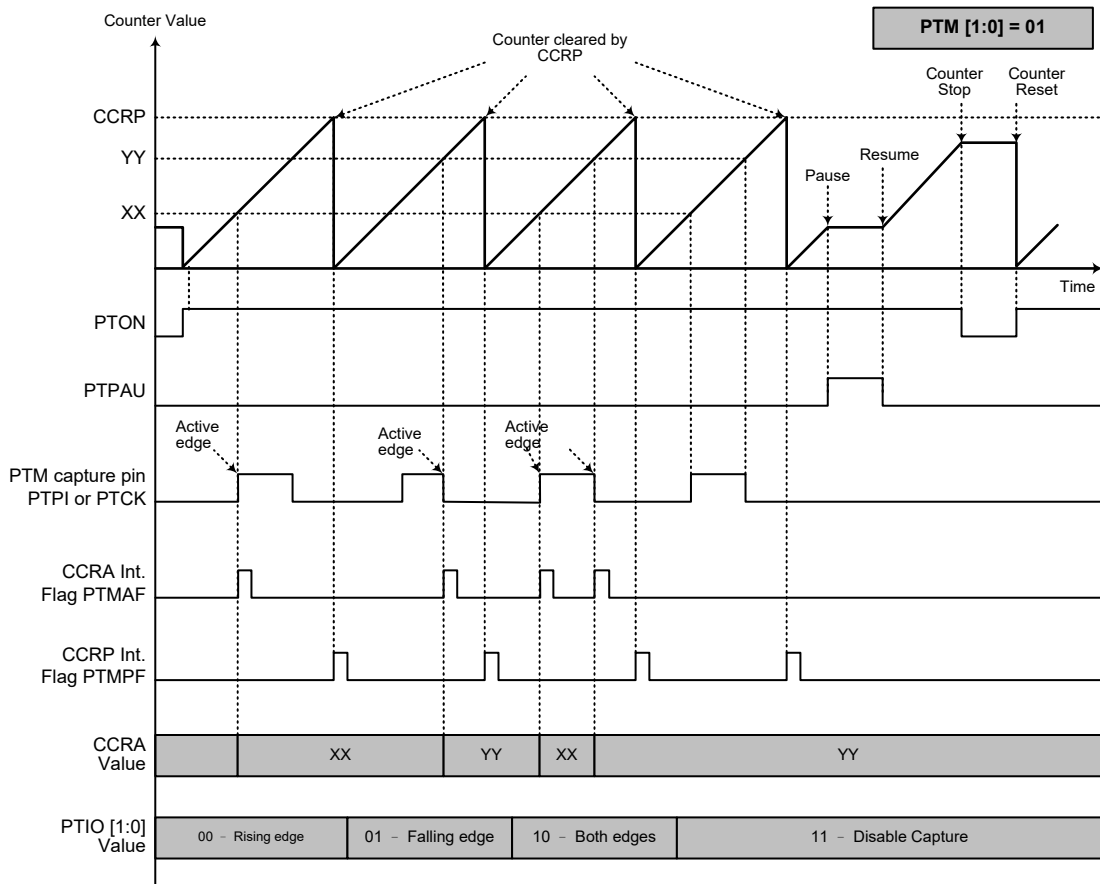 Counter Value
PTM [1:0] = 01
Counter cleared by
CCRP
Counter
Stop
Counter
Reset
CCRP
YY
XX
Pause
Resume
Time
PTON
PTPAU
Active
edge
Active
edge
Active
edge
PTM capture pin
PTPI or PTCK
CCRA Int.
Flag PTMAF
CCRP Int.
Flag PTMPF
CCRA
Value
XX
YY
XX
YY
PTIO [1:0]
Value
00 – Rising edge
01 – Falling edge
10 – Both edges
11 – Disable Capture